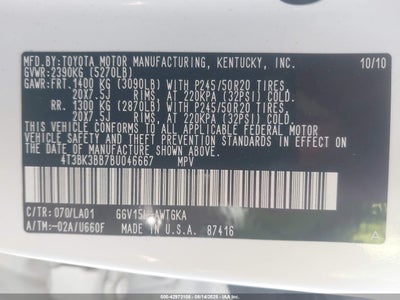 MFD.BY:TOYOTA MOTOR MANUFACTURING, KENTUCKY, INC. 10/10
GVWR:2390KG (5270LB)
GAWR:FRT. 1400 KG (3090LB) WITH P245/50R20 TIRES,
20X7.5J RIMS, AT 220KPA (32PSI) COLD.
RR. 1300 KG (2870LB) WITH P245/50R20 TIRES,
20X7.5J RIMS, AT 220KPA (32PSI) COLD.
THIS VEHICLE CONFORMS TO ALL APPLICABLE FEDERAL MOTOR
VEHICLE SAFETY AND THEFT PREVENTION STANDARDS IN EFFECT
ON THE DATE OF MANUFACTURE SHOWN ABOVE.
4T3BK3BB7BU046667 MPV
C/TR: 070/LA01 AWTGKA
A/TM:-02A/U660F MADE IN U.S.A. 87416 A